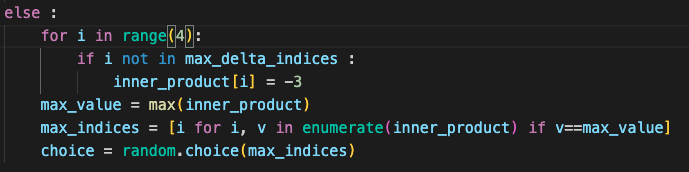 else :
for i in range(4):
if i not in max_delta_indices :
inner_product[i] = -3
max_value = max(inner_product)
max_indices = [i for i, v in enumerate(inner_product) if v==max_value]
choice = random.choice(max_indices)